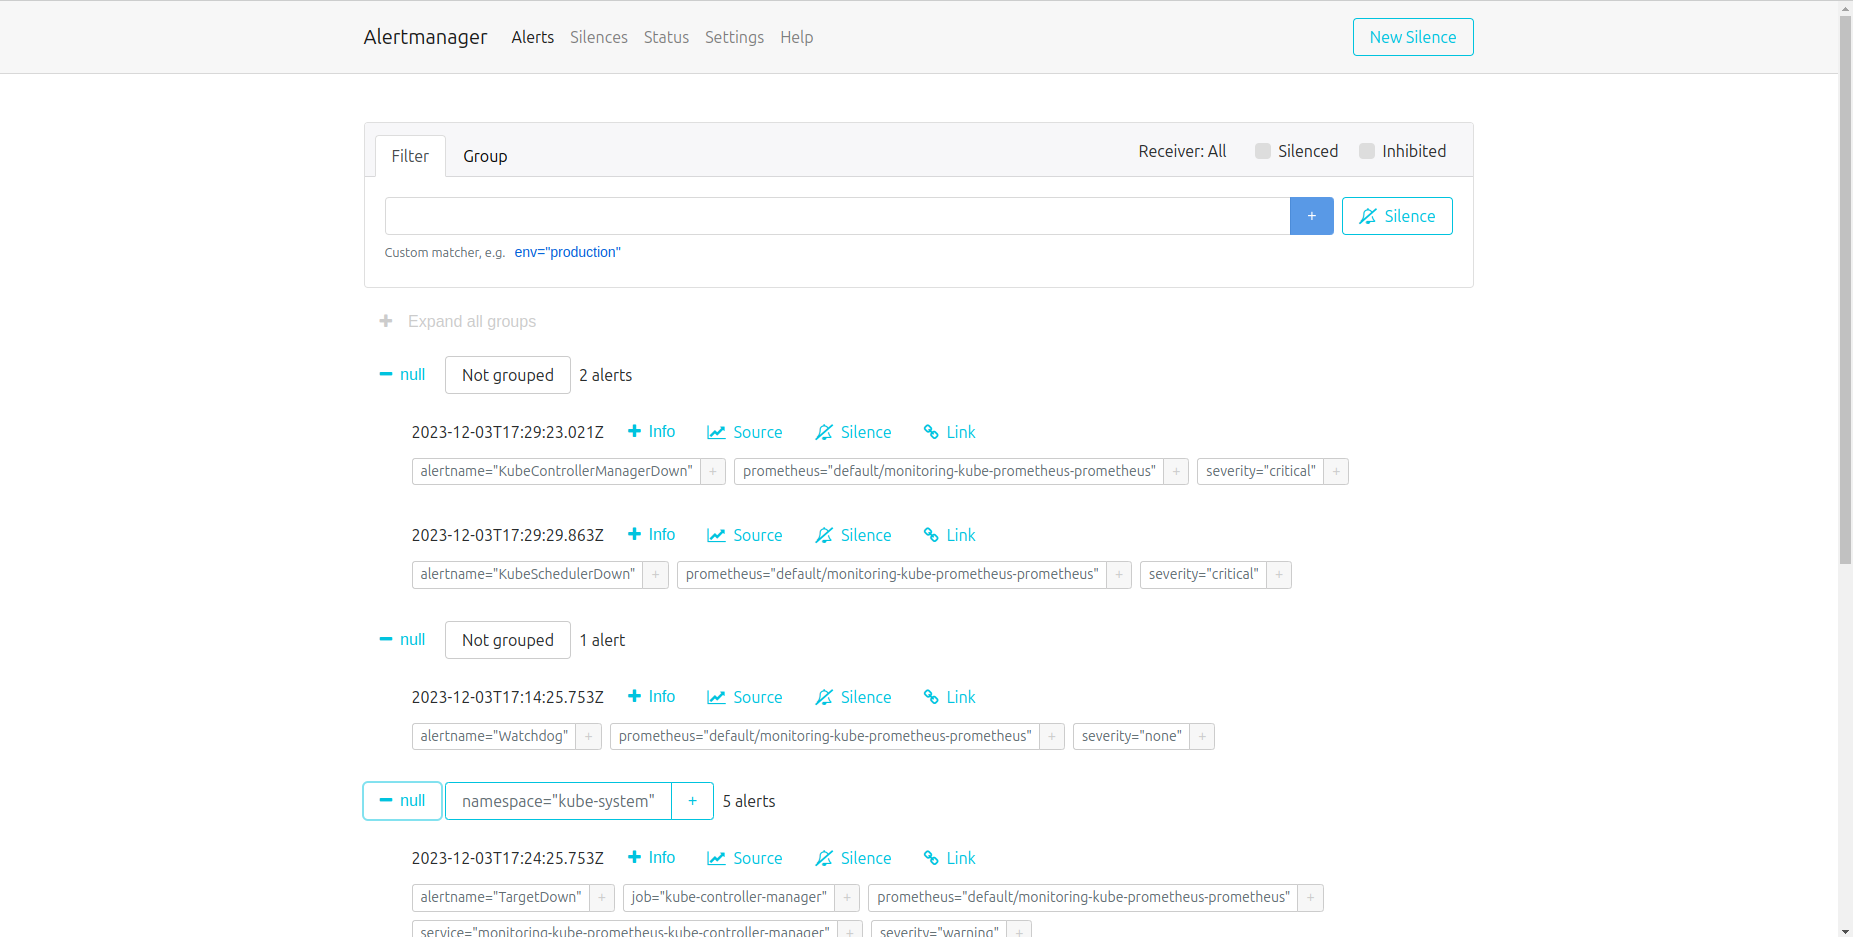 Alertmanager Alerts Silences Status Settings Help New Silence
Filter Group Receiver: All Silenced Inhibited
+ Silence
Custom matcher, e.g. env="production"
+ Expand all groups
− null Not grouped 2 alerts
2023-12-03T17:29:23.021Z + Info Source Silence Link
alertname="KubeControllerManagerDown" + prometheus="default/monitoring-kube-prometheus-prometheus" + severity="critical" +
2023-12-03T17:29:29.863Z + Info Source Silence Link
alertname="KubeSchedulerDown" + prometheus="default/monitoring-kube-prometheus-prometheus" + severity="critical" +
− null Not grouped 1 alert
2023-12-03T17:14:25.753Z + Info Source Silence Link
alertname="Watchdog" + prometheus="default/monitoring-kube-prometheus-prometheus" + severity="none" +
− null namespace="kube-system" + 5 alerts
2023-12-03T17:24:25.753Z + Info Source Silence Link
alertname="TargetDown" + job="kube-controller-manager" + prometheus="default/monitoring-kube-prometheus-prometheus" +
service="monitoring-kube-prometheus-kube-controller-manager" + severity="warning" +